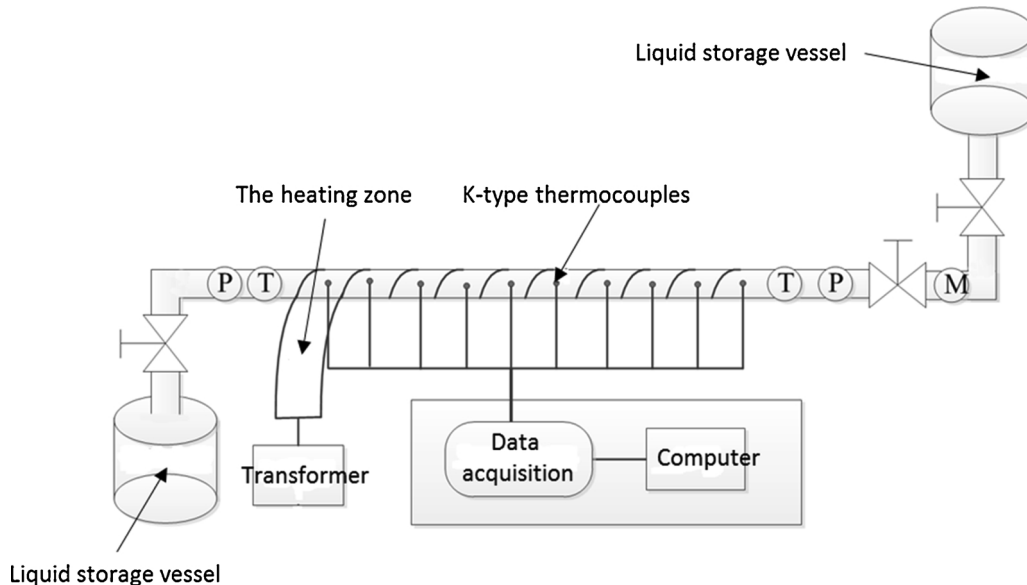 Liquid storage vessel
The heating zone
K-type thermocouples
P
T
T
P
M
Data
acquisition
Computer
Transformer
Liquid storage vessel